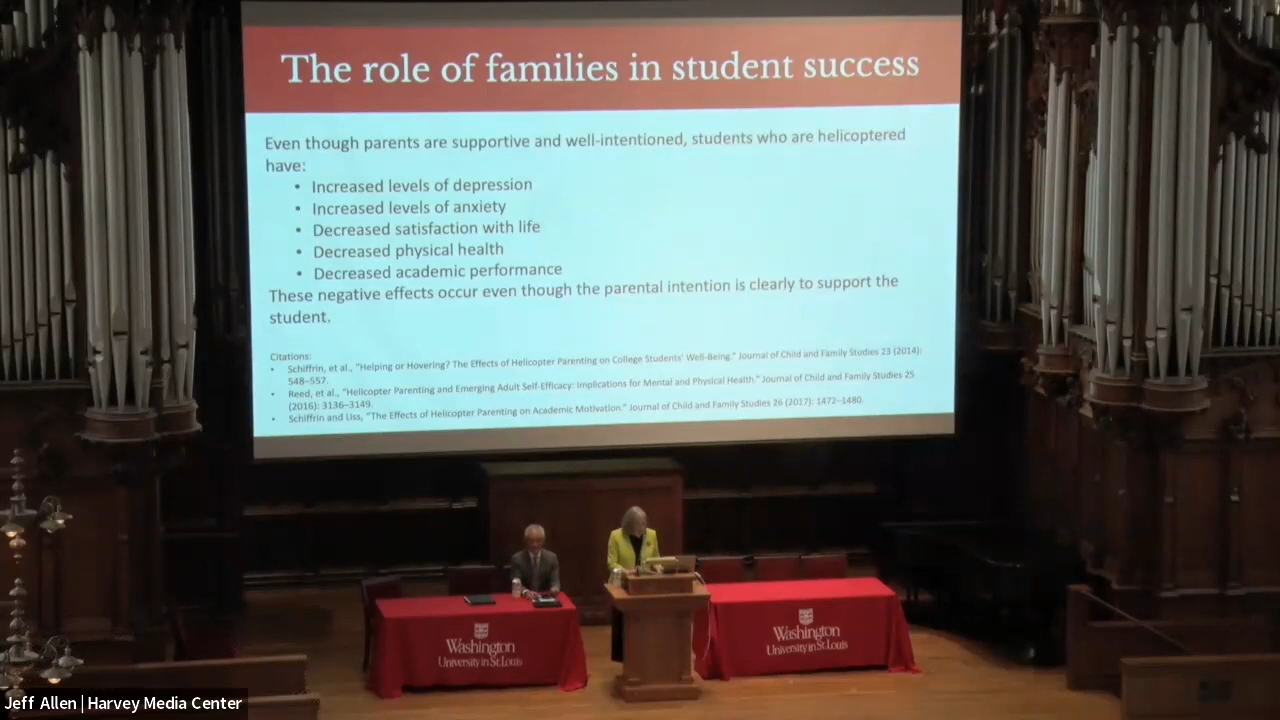 The role of families in student success
Even though parents are supportive and well-intentioned, students who are helicoptered
have:
• Increased levels of depression
• Increased levels of anxiety
• Decreased satisfaction with life
• Decreased physical health
• Decreased academic performance
These negative effects occur even though the parental intention is clearly to support the
student.
Citations:
• Schiffrin, et al., "Helping or Hovering? The Effects of Helicopter Parenting on College Students' Well-Being." Journal of Child and Family Studies 23 (2014):
548–557.
• Reed, et al., "Helicopter Parenting and Emerging Adult Self-Efficacy: Implications for Mental and Physical Health." Journal of Child and Family Studies 25
(2016): 3136–3149.
• Schiffrin and Liss, "The Effects of Helicopter Parenting on Academic Motivation." Journal of Child and Family Studies 26 (2017): 1472–1480.
Washington
University in St. Louis
Washington
University in St. Louis
Jeff Allen | Harvey Media Center